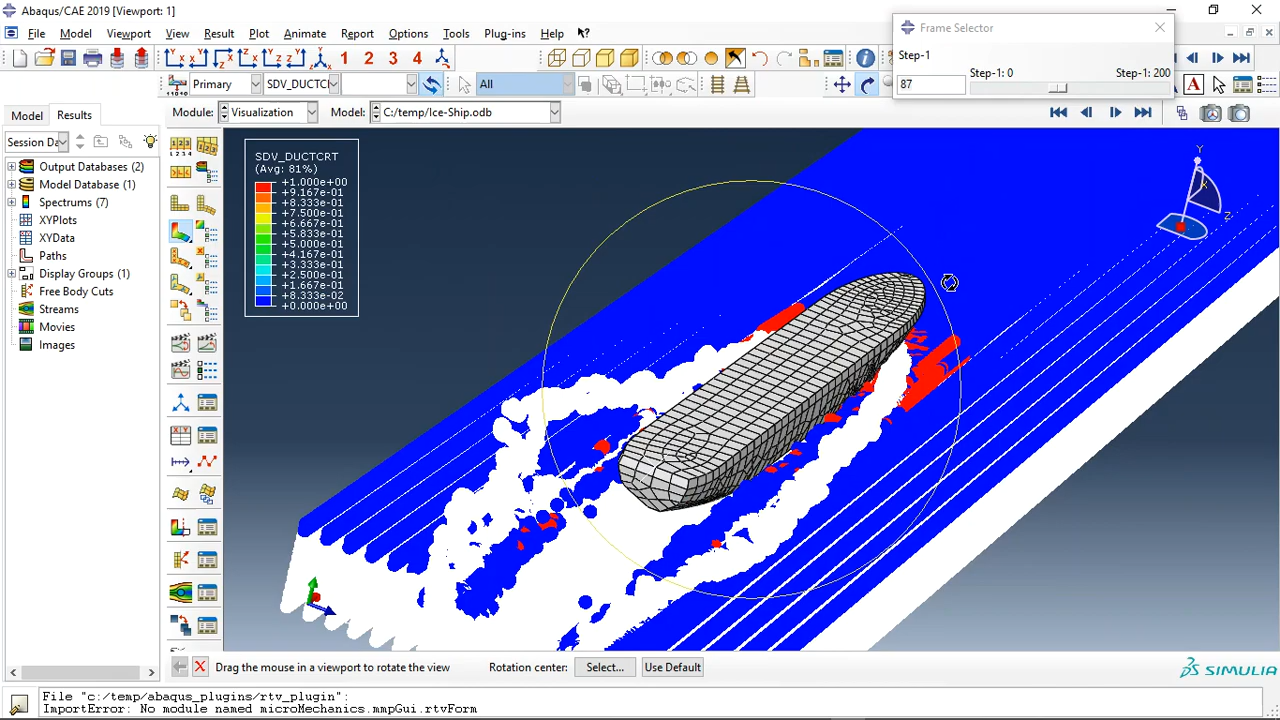 Abaqus/CAE 2019 [Viewport: 1]
File Model Viewport View Result Plot Animate Report Options Tools Plug-ins Help
Frame Selector
Step-1
Step-1: 0 Step-1: 200
87
1 2 3 4
Primary SDV_DUCTCRT All
Module: Visualization Model: C:/temp/Ice-Ship.odb
Model Results
Session Da
Output Databases (2)
Model Database (1)
Spectrums (7)
XYPlots
XYData
Paths
Display Groups (1)
Free Body Cuts
Streams
Movies
Images
SDV_DUCTCRT
(Avg: 81%)
+1.000e+00
+9.167e-01
+8.333e-01
+7.500e-01
+6.667e-01
+5.833e-01
+5.000e-01
+4.167e-01
+3.333e-01
+2.500e-01
+1.667e-01
+8.333e-02
+0.000e+00
Y
X
Z
Drag the mouse in a viewport to rotate the view Rotation center: Select... Use Default
SIMULIA
File "c:/temp/abaqus_plugins/rtv_plugin":
ImportError: No module named microMechanics.mmpGui.rtvForm